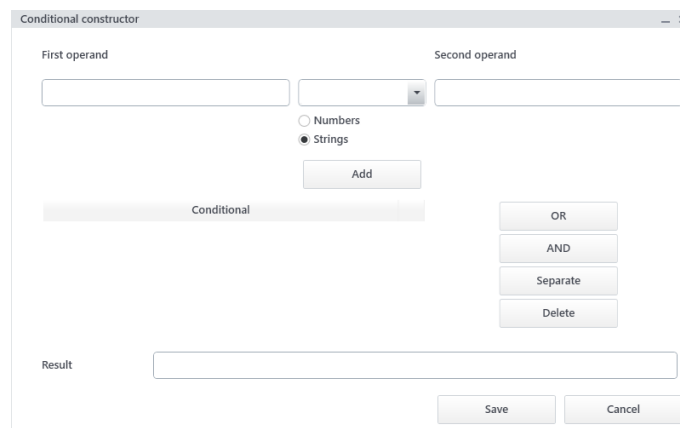 Conditional constructor
First operand
Second operand
Numbers
Strings
Add
Conditional
OR
AND
Separate
Delete
Result
Save
Cancel